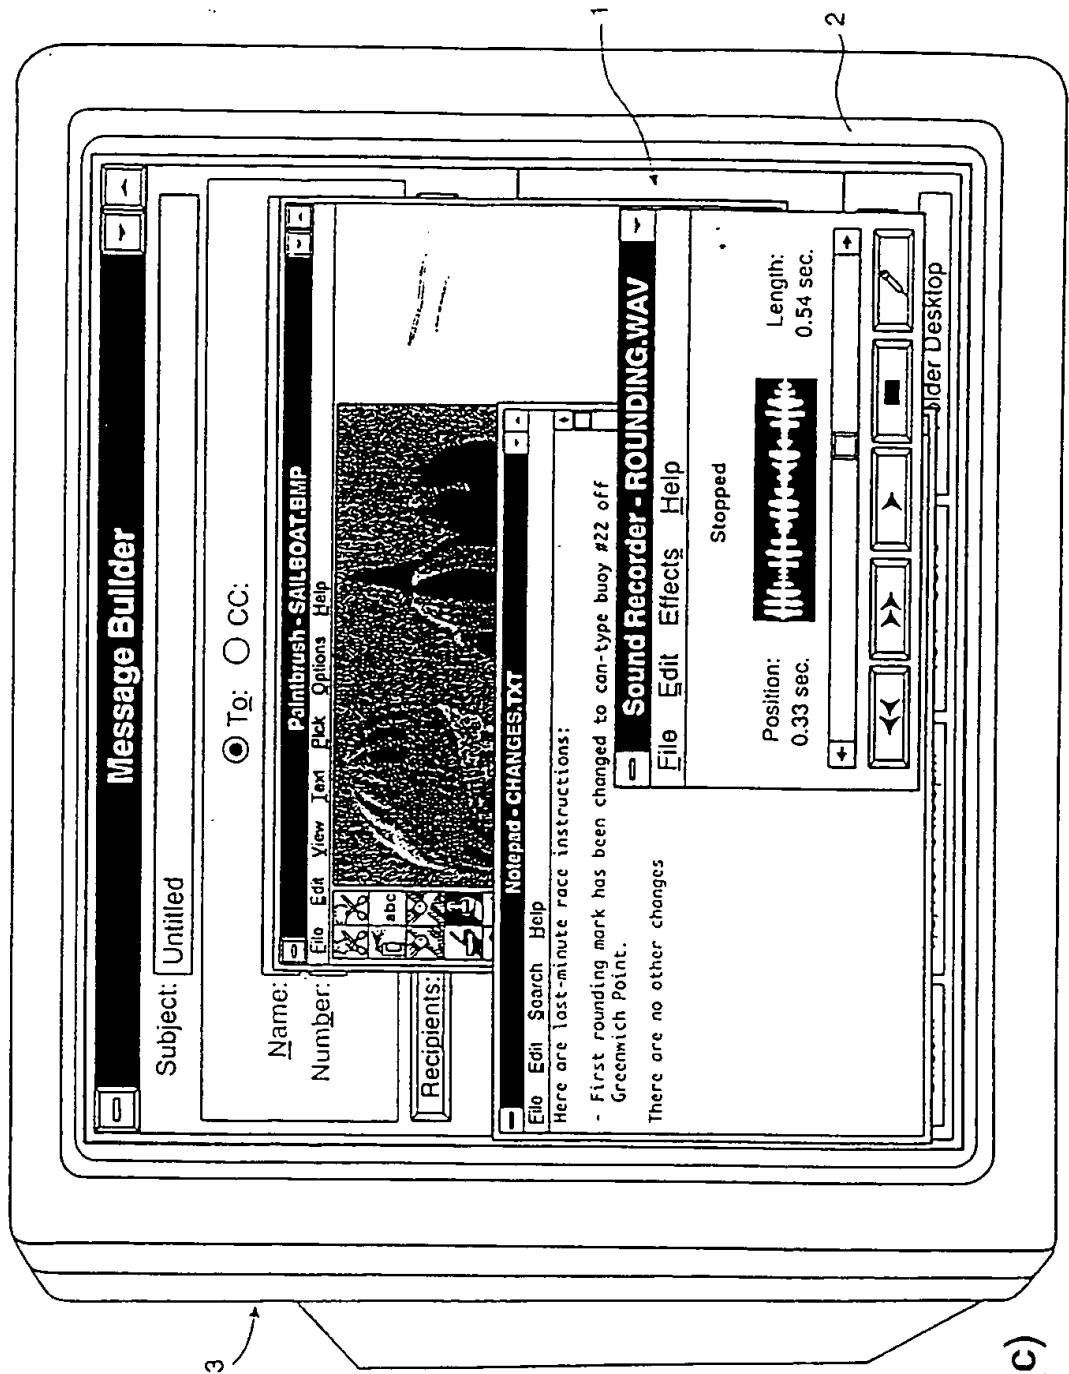 1
2
Message Builder
Subject: Untitled
To: CC:
Name:
Number:
Recipients:
Paintbrush - SAILBOAT.BMP
File Edit View Text Pick Options Help
abc
Notepad - CHANGES.TXT
File Edit Search Help
Here are last-minute race instructions:
- First rounding mark has been changed to can-type buoy #22 off
Greenwich Point.
There are no other changes
Sound Recorder - ROUNDING.WAV
File Edit Effects Help
Stopped
Position: Length:
0.33 sec. 0.54 sec.
lder Desktop
3
c)